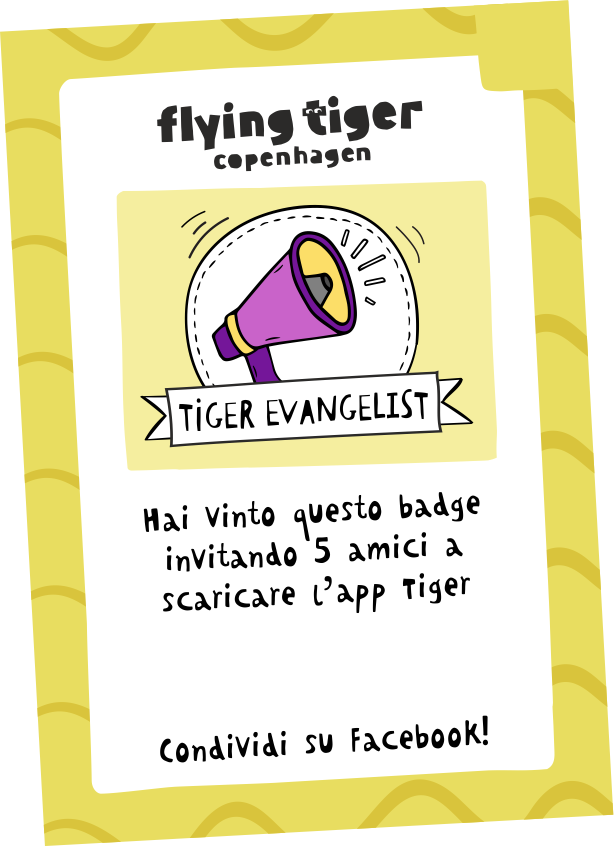 flying tiger
copenhagen
TIGER EVANGELIST
Hai vinto questo badge
invitando 5 amici a
scaricare l'app Tiger
Condividi su Facebook!